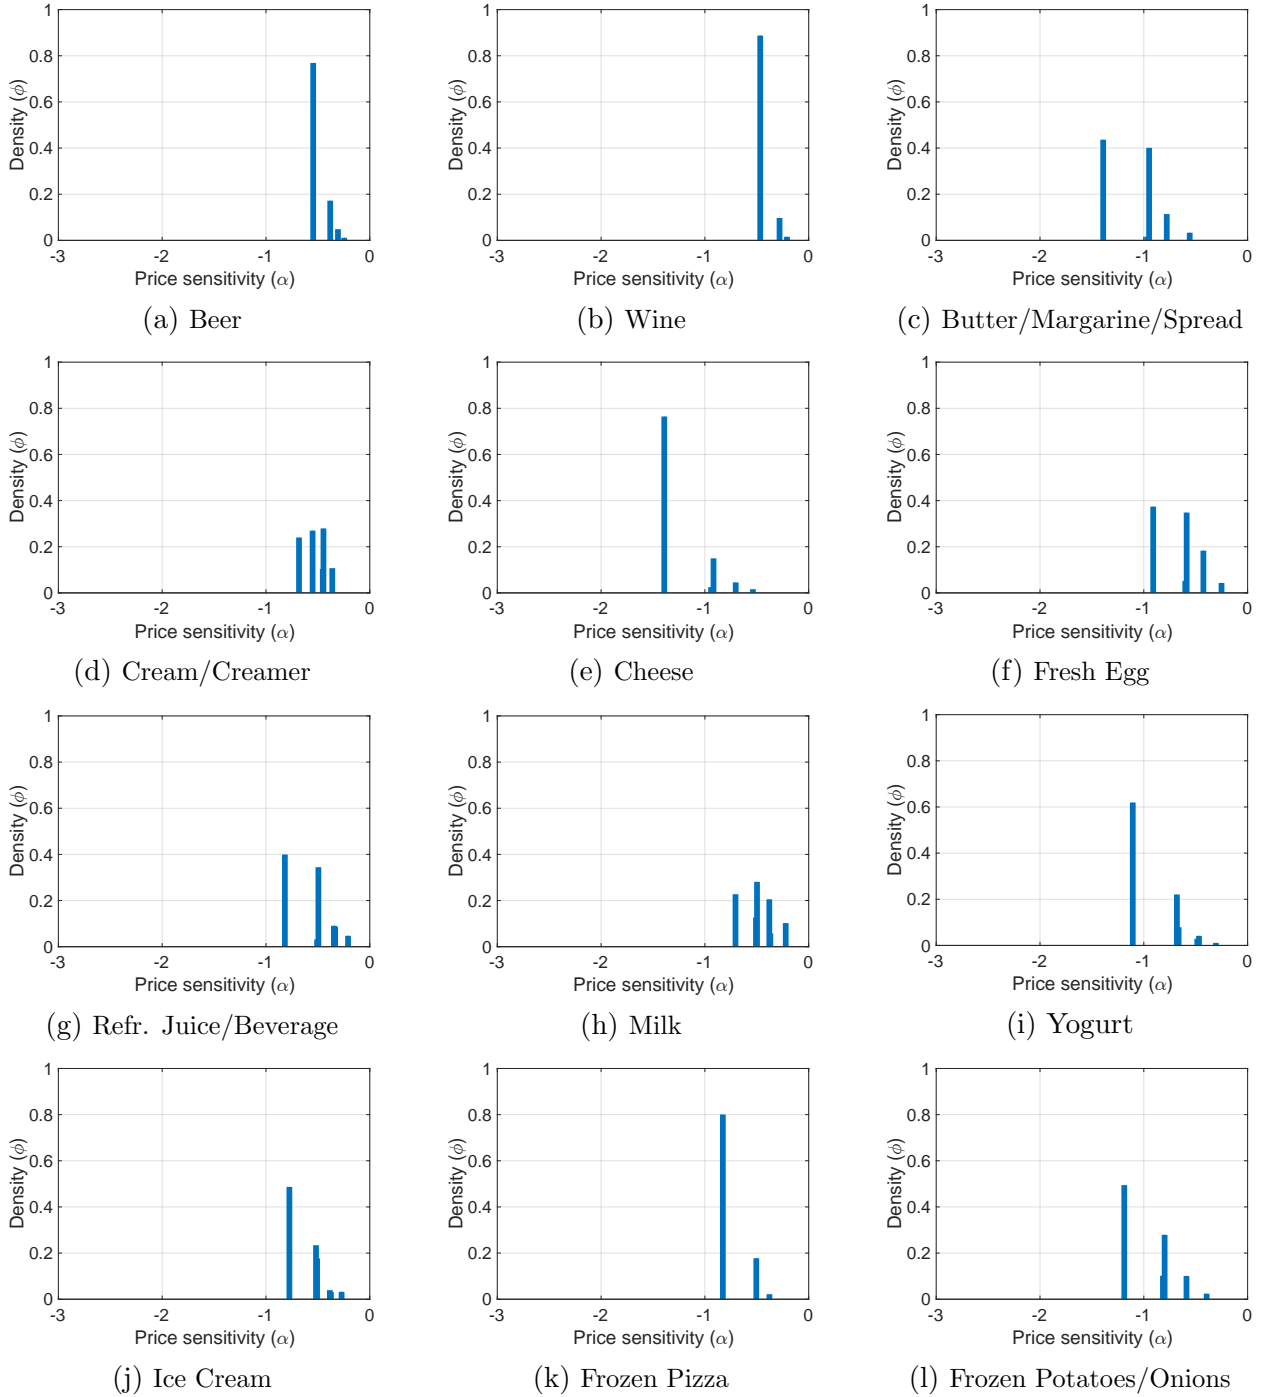 1
0.8
0.6
0.4
0.2
0
-3 -2 -1 0
Density (ϕ)
Price sensitivity (α)
(a) Beer
1
0.8
0.6
0.4
0.2
0
-3 -2 -1 0
Density (ϕ)
Price sensitivity (α)
(b) Wine
1
0.8
0.6
0.4
0.2
0
-3 -2 -1 0
Density (ϕ)
Price sensitivity (α)
(c) Butter/Margarine/Spread
1
0.8
0.6
0.4
0.2
0
-3 -2 -1 0
Density (ϕ)
Price sensitivity (α)
(d) Cream/Creamer
1
0.8
0.6
0.4
0.2
0
-3 -2 -1 0
Density (ϕ)
Price sensitivity (α)
(e) Cheese
1
0.8
0.6
0.4
0.2
0
-3 -2 -1 0
Density (ϕ)
Price sensitivity (α)
(f) Fresh Egg
1
0.8
0.6
0.4
0.2
0
-3 -2 -1 0
Density (ϕ)
Price sensitivity (α)
(g) Refr. Juice/Beverage
1
0.8
0.6
0.4
0.2
0
-3 -2 -1 0
Density (ϕ)
Price sensitivity (α)
(h) Milk
1
0.8
0.6
0.4
0.2
0
-3 -2 -1 0
Density (ϕ)
Price sensitivity (α)
(i) Yogurt
1
0.8
0.6
0.4
0.2
0
-3 -2 -1 0
Density (ϕ)
Price sensitivity (α)
(j) Ice Cream
1
0.8
0.6
0.4
0.2
0
-3 -2 -1 0
Density (ϕ)
Price sensitivity (α)
(k) Frozen Pizza
1
0.8
0.6
0.4
0.2
0
-3 -2 -1 0
Density (ϕ)
Price sensitivity (α)
(l) Frozen Potatoes/Onions